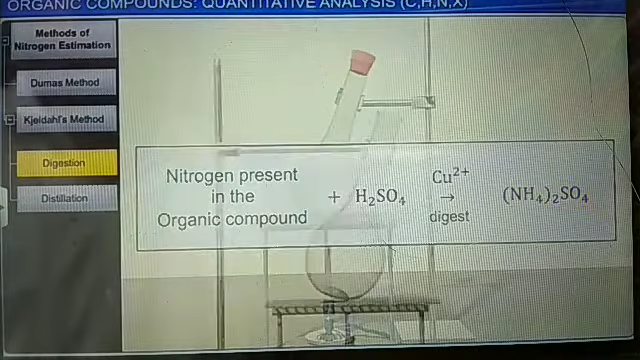 ORGANIC COMPOUNDS: QUANTITATIVE ANALYSIS (C,H,N,X)
Methods of
Nitrogen Estimation
Dumas Method
Kjeldahl's Method
Digestion
Distillation
Nitrogen present
in the
Organic compound
+ H₂SO₄
Cu²⁺
→
digest
(NH₄)₂SO₄